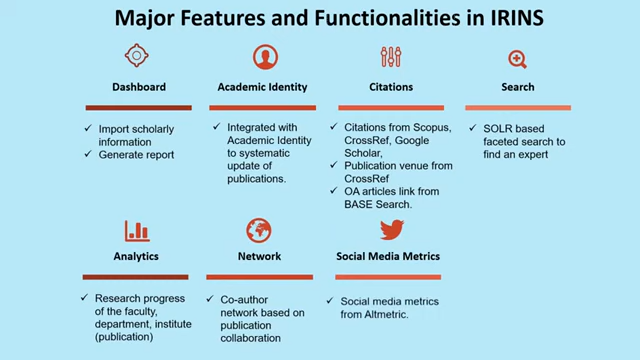 Major Features and Functionalities in IRINS
Dashboard
✓ Import scholarly
information
✓ Generate report
Academic Identity
✓ Integrated with
Academic Identity
to systematic
update of
publications.
Citations
✓ Citations from Scopus,
CrossRef, Google
Scholar,
✓ Publication venue from
CrossRef
✓ OA articles link from
BASE Search.
Search
✓ SOLR based
faceted search to
find an expert
Analytics
✓ Research progress
of the faculty,
department, institute
(publication)
Network
✓ Co-author
network based on
publication
collaboration
Social Media Metrics
✓ Social media metrics
from Altmetric.